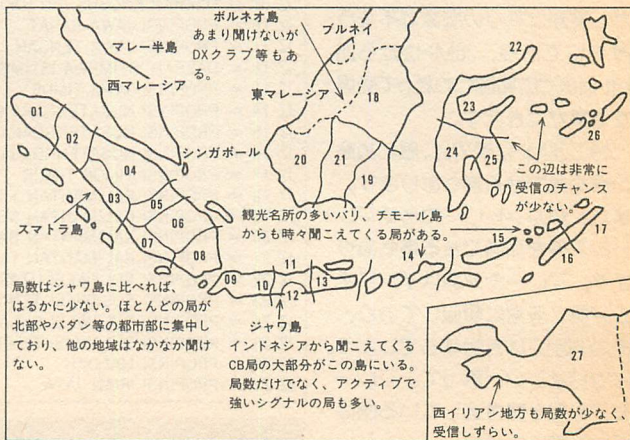 ボルネオ島
あまり聞けないが
DXクラブ等もあ
る。
ブルネイ
マレー半島
西マレーシア
東マレーシア
シンガポール
01
02
03
04
05
06
07
08
スマトラ島
18
20
21
19
22
23
24
25
26
この辺は非常に
受信のチャンス
が少ない。
観光名所の多いバリ、チモール島
からも時々聞こえてくる局がある。
14
15
16
17
局数はジャワ島に比べれば、
はるかに少ない。ほとんどの局が
北部やバダン等の都市部に集中し
ており、他の地域はなかなか聞け
ない。
09
10
11
12
13
ジャワ島
インドネシアから聞こえてくる
CB局の大部分がこの島にいる。
局数だけでなく、アクティブで
強いシグナルの局も多い。
27
西イリアン地方も局数が少なく、
受信しずらい。